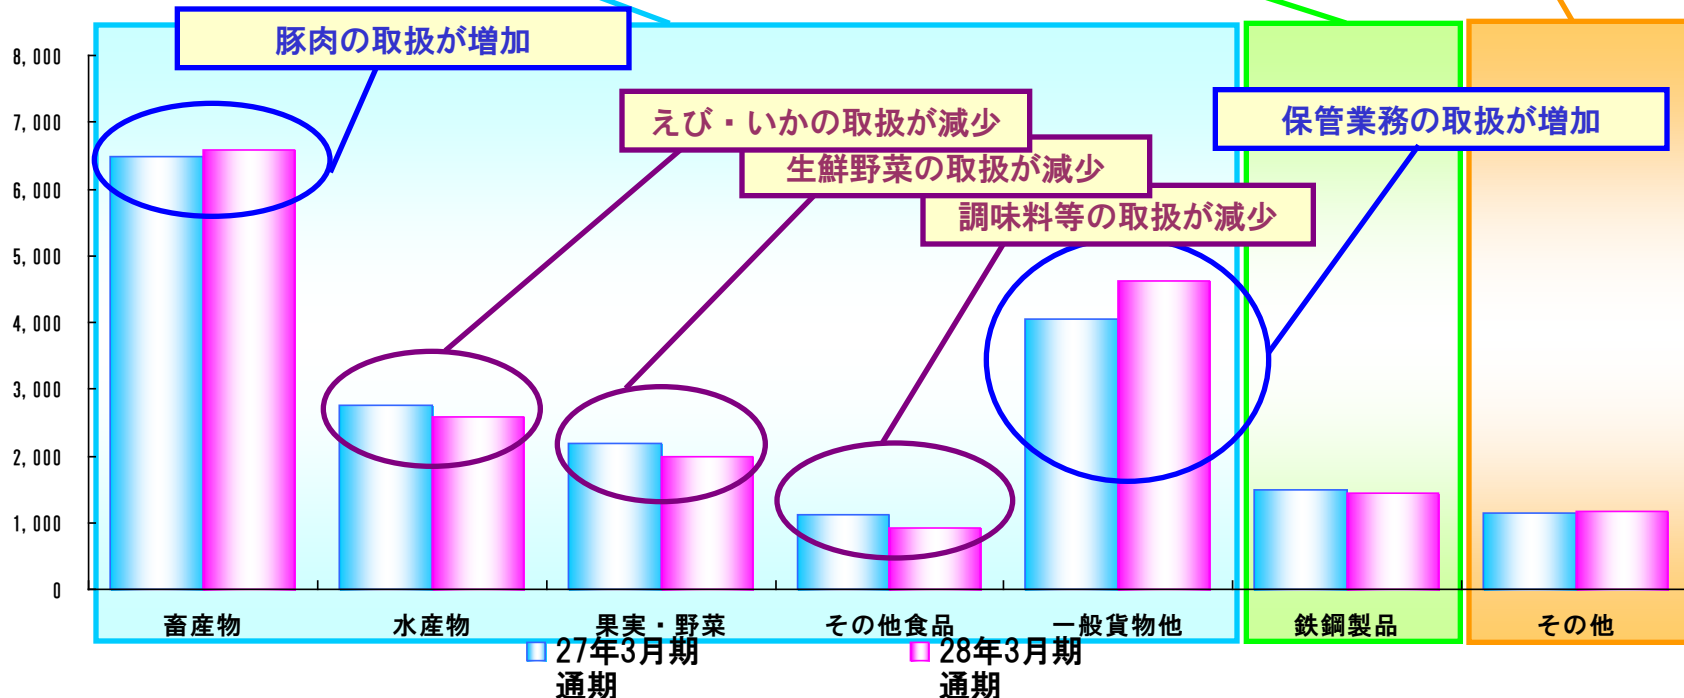 豚肉の取扱が増加
えび・いかの取扱が減少
生鮮野菜の取扱が減少
調味料等の取扱が減少
保管業務の取扱が増加
8,000
7,000
6,000
5,000
4,000
3,000
2,000
1,000
0
畜産物
水産物
果実・野菜
その他食品
一般貨物他
鉄鋼製品
その他
27年3月期
通期
28年3月期
通期